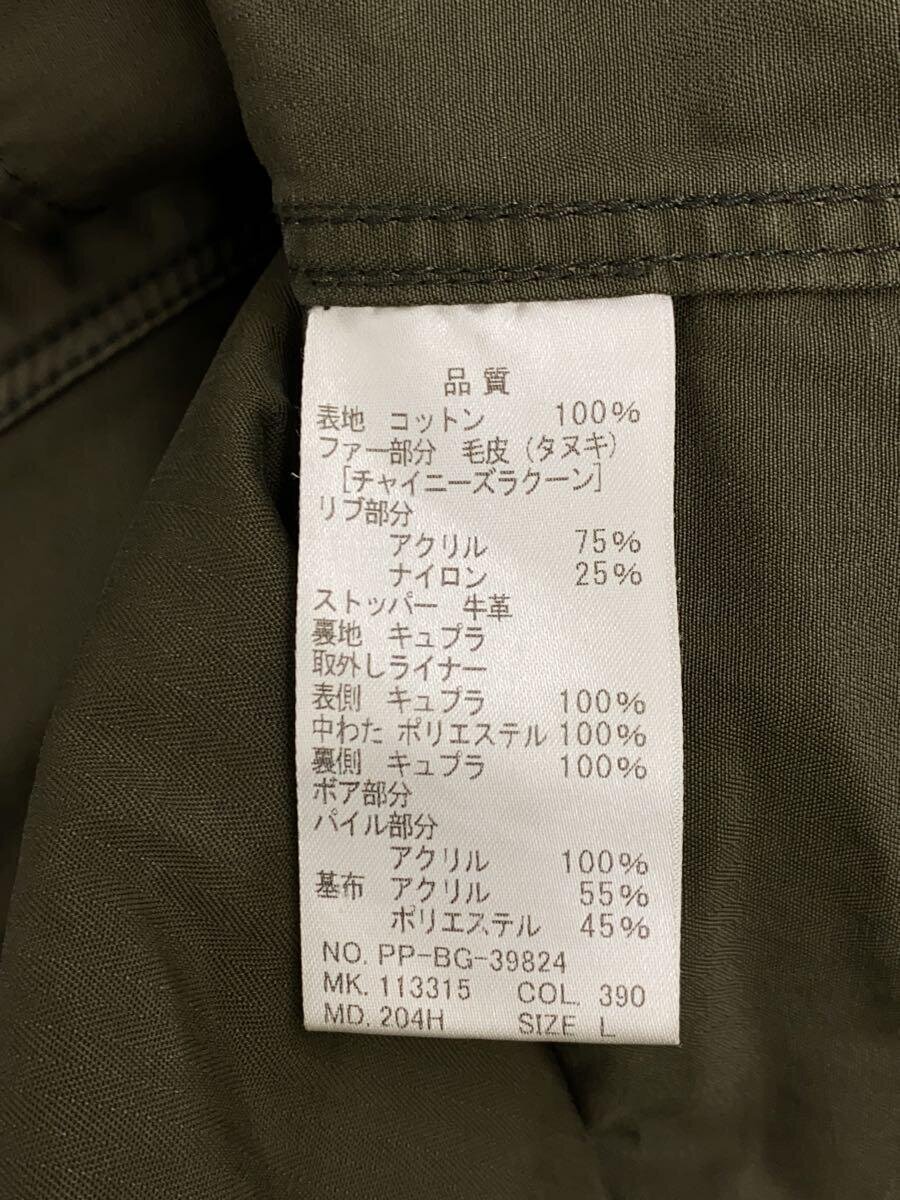 品質
表地 コットン 100%
ファー部分 毛皮 (タヌキ)
[チャイニーズラクーン]
リブ部分
アクリル 75%
ナイロン 25%
ストッパー 牛革
裏地 キュプラ
取外しライナー
表側 キュプラ 100%
中わた ポリエステル 100%
裏側 キュプラ 100%
ボア部分
パイル部分
アクリル 100%
基布 アクリル 55%
ポリエステル 45%
NO. PP-BG-39824
MK. 113315 COL. 390
MD. 204H SIZE L